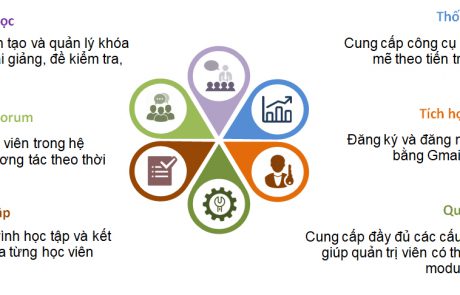 ọc
n tạo và quản lý khóa
ài giảng, đề kiểm tra,
orum
viên trong hệ
ơng tác theo thời
ập
rình học tập và kết
a từng học viên
Thố
Cung cấp công cụ
mẽ theo tiến tr
Tích họ
Đăng ký và đăng n
bằng Gmai
Qu
Cung cấp đầy đủ các cấu
giúp quản trị viên có th
modu